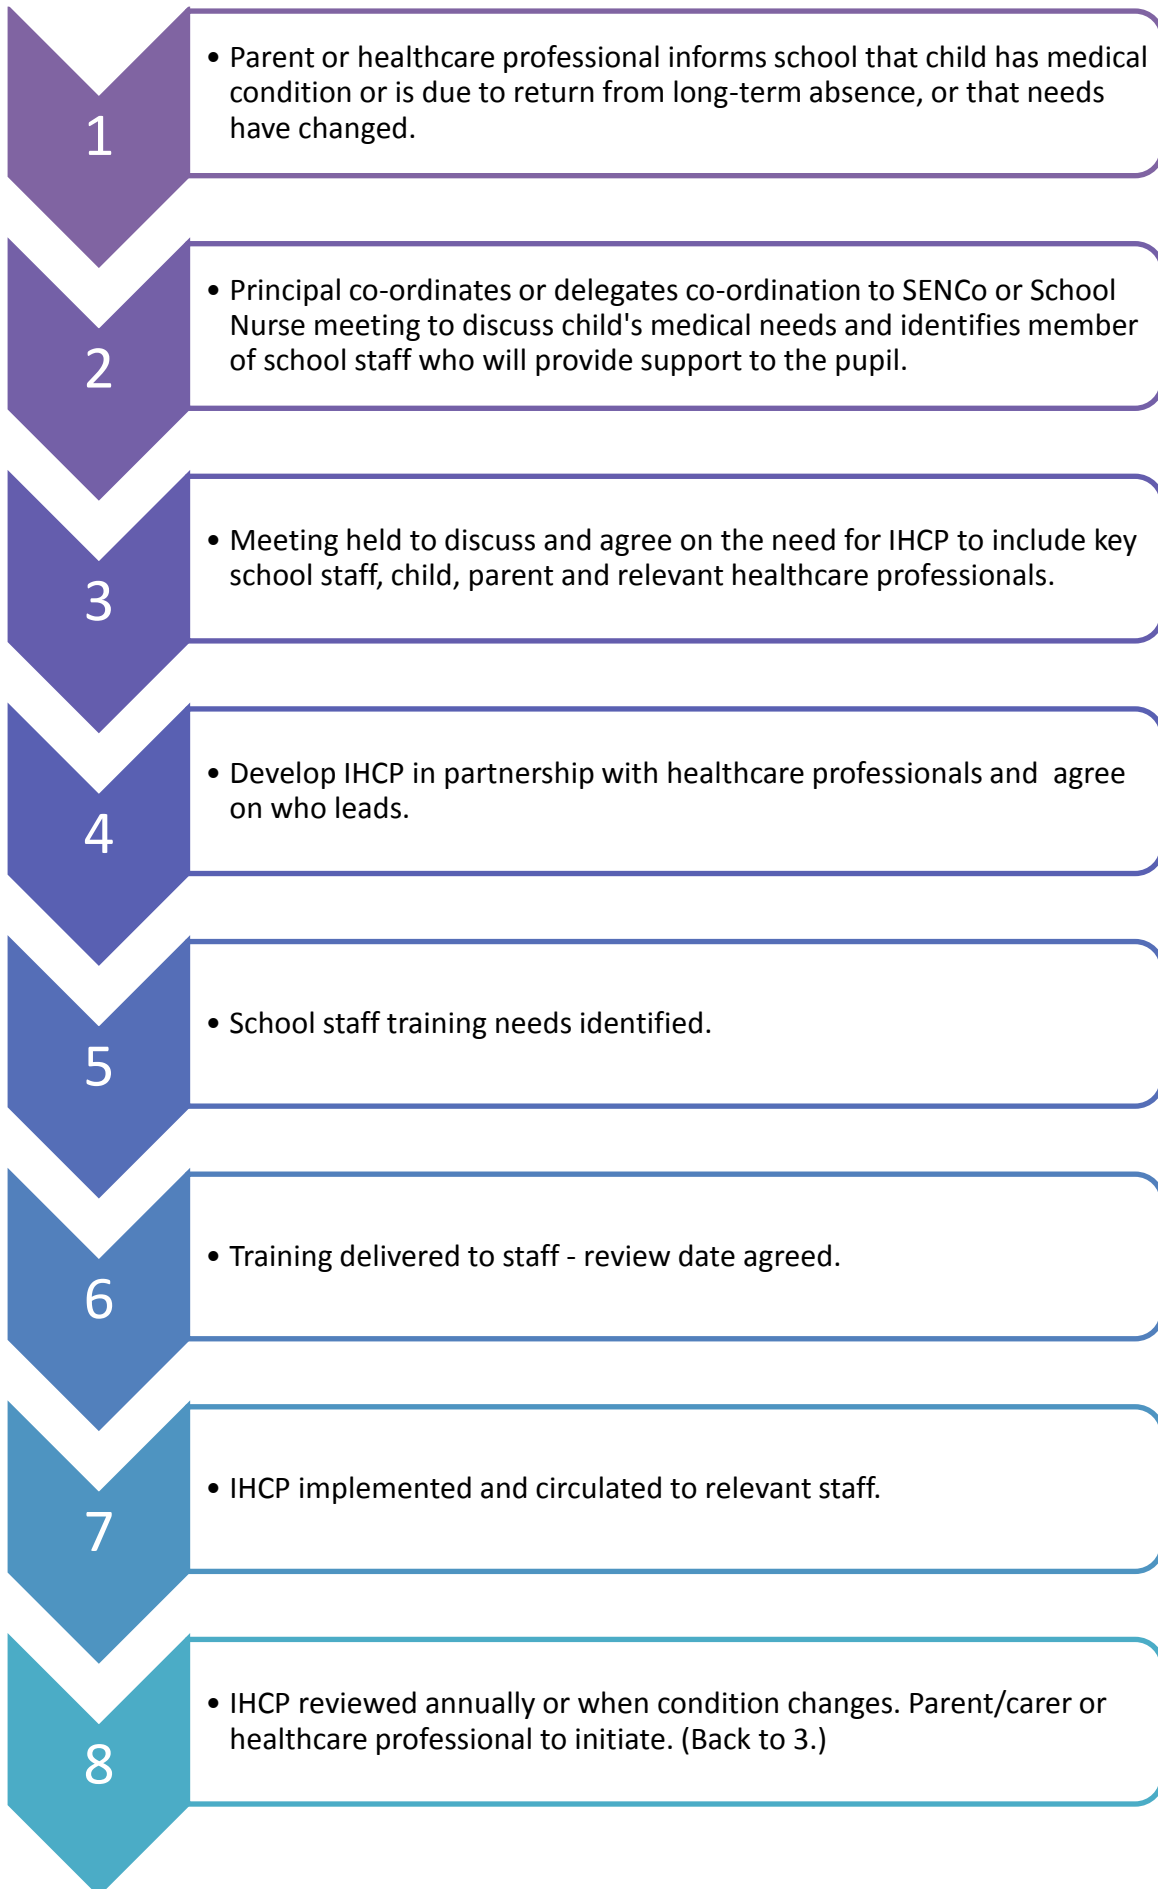 1
• Parent or healthcare professional informs school that child has medical
condition or is due to return from long-term absence, or that needs
have changed.
2
• Principal co-ordinates or delegates co-ordination to SENCo or School
Nurse meeting to discuss child's medical needs and identifies member
of school staff who will provide support to the pupil.
3
• Meeting held to discuss and agree on the need for IHCP to include key
school staff, child, parent and relevant healthcare professionals.
4
• Develop IHCP in partnership with healthcare professionals and  agree
on who leads.
5
• School staff training needs identified.
6
• Training delivered to staff - review date agreed.
7
• IHCP implemented and circulated to relevant staff.
8
• IHCP reviewed annually or when condition changes. Parent/carer or
healthcare professional to initiate. (Back to 3.)